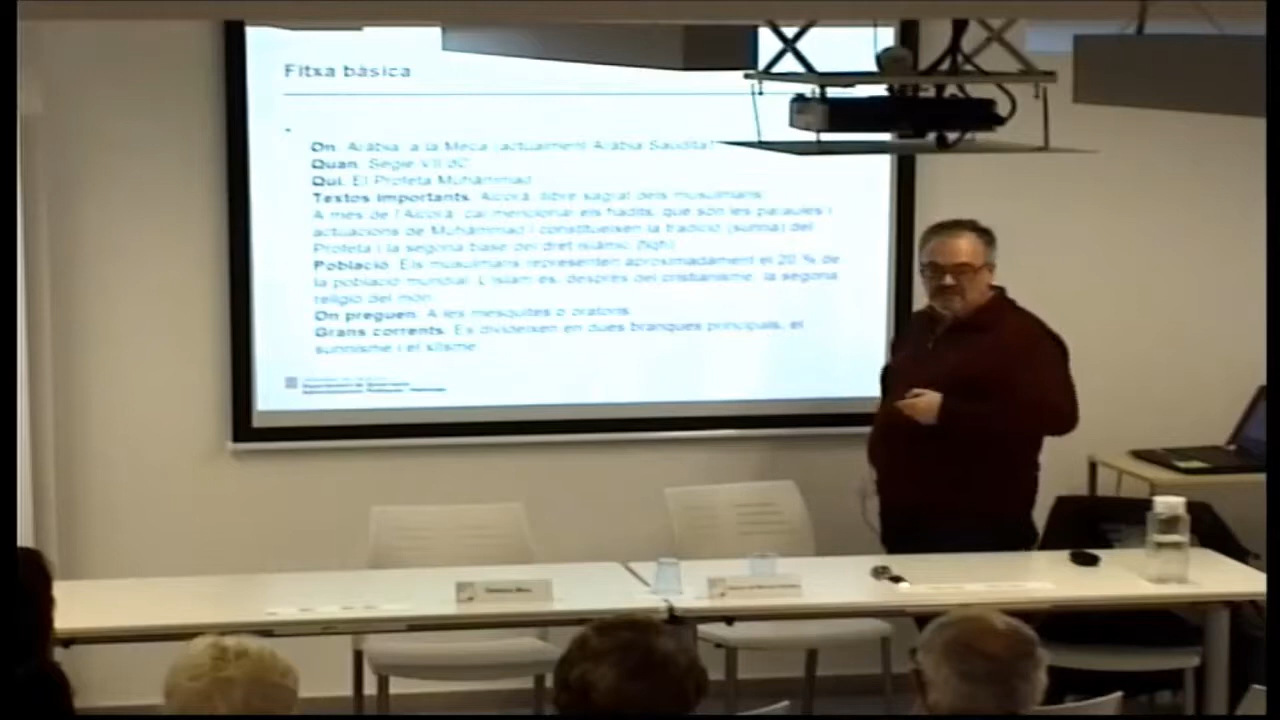 Fitxa bàsica
On. Aràbia, a la Meca (actualment Aràbia Saudita)
Quan. Segle VII dC
Qui. El Profeta Muhàmmad
Textos importants. Alcorà, llibre sagrat dels musulmans.
A més de l'Alcorà, cal mencionar els hadits, que són les paraules i
actuacions de Muhàmmad i constitueixen la tradició (sunna) del
Profeta i la segona base del dret islàmic (fiqh).
Població. Els musulmans representen aproximadament el 20 % de
la població mundial. L'islam és, després del cristianisme, la segona
religió del món.
On preguen. A les mesquites o oratoris.
Grans corrents. Es divideixen en dues branques principals, el
sunnisme i el xiisme.